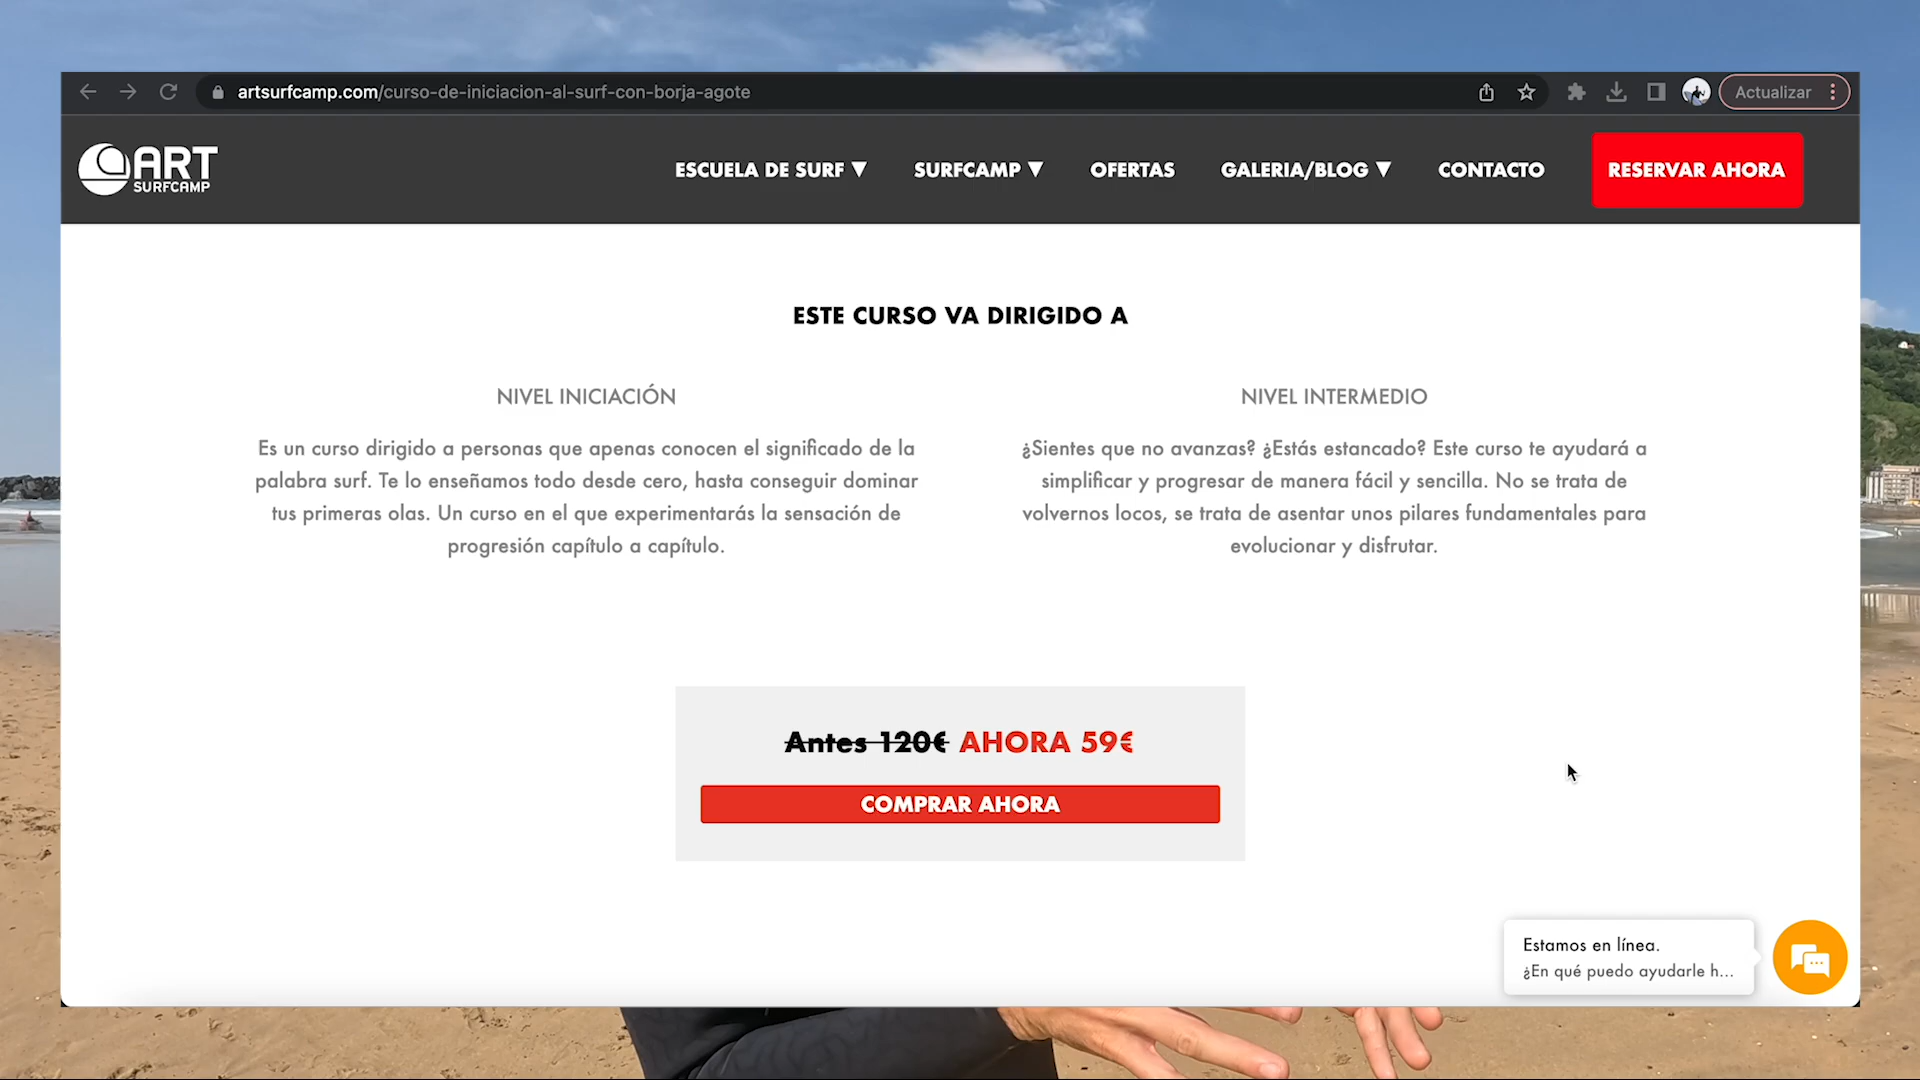 artsurfcamp.com/curso-de-iniciacion-al-surf-con-borja-agote
Actualizar
ART
SURFCAMP
ESCUELA DE SURF ▼
SURFCAMP ▼
OFERTAS
GALERIA/BLOG ▼
CONTACTO
RESERVAR AHORA
ESTE CURSO VA DIRIGIDO A
NIVEL INICIACIÓN
Es un curso dirigido a personas que apenas conocen el significado de la
palabra surf. Te lo enseñamos todo desde cero, hasta conseguir dominar
tus primeras olas. Un curso en el que experimentarás la sensación de
progresión capítulo a capítulo.
NIVEL INTERMEDIO
¿Sientes que no avanzas? ¿Estás estancado? Este curso te ayudará a
simplificar y progresar de manera fácil y sencilla. No se trata de
volvernos locos, se trata de asentar unos pilares fundamentales para
evolucionar y disfrutar.
Antes 120€ AHORA 59€
COMPRAR AHORA
Estamos en línea.
¿En qué puedo ayudarle h...